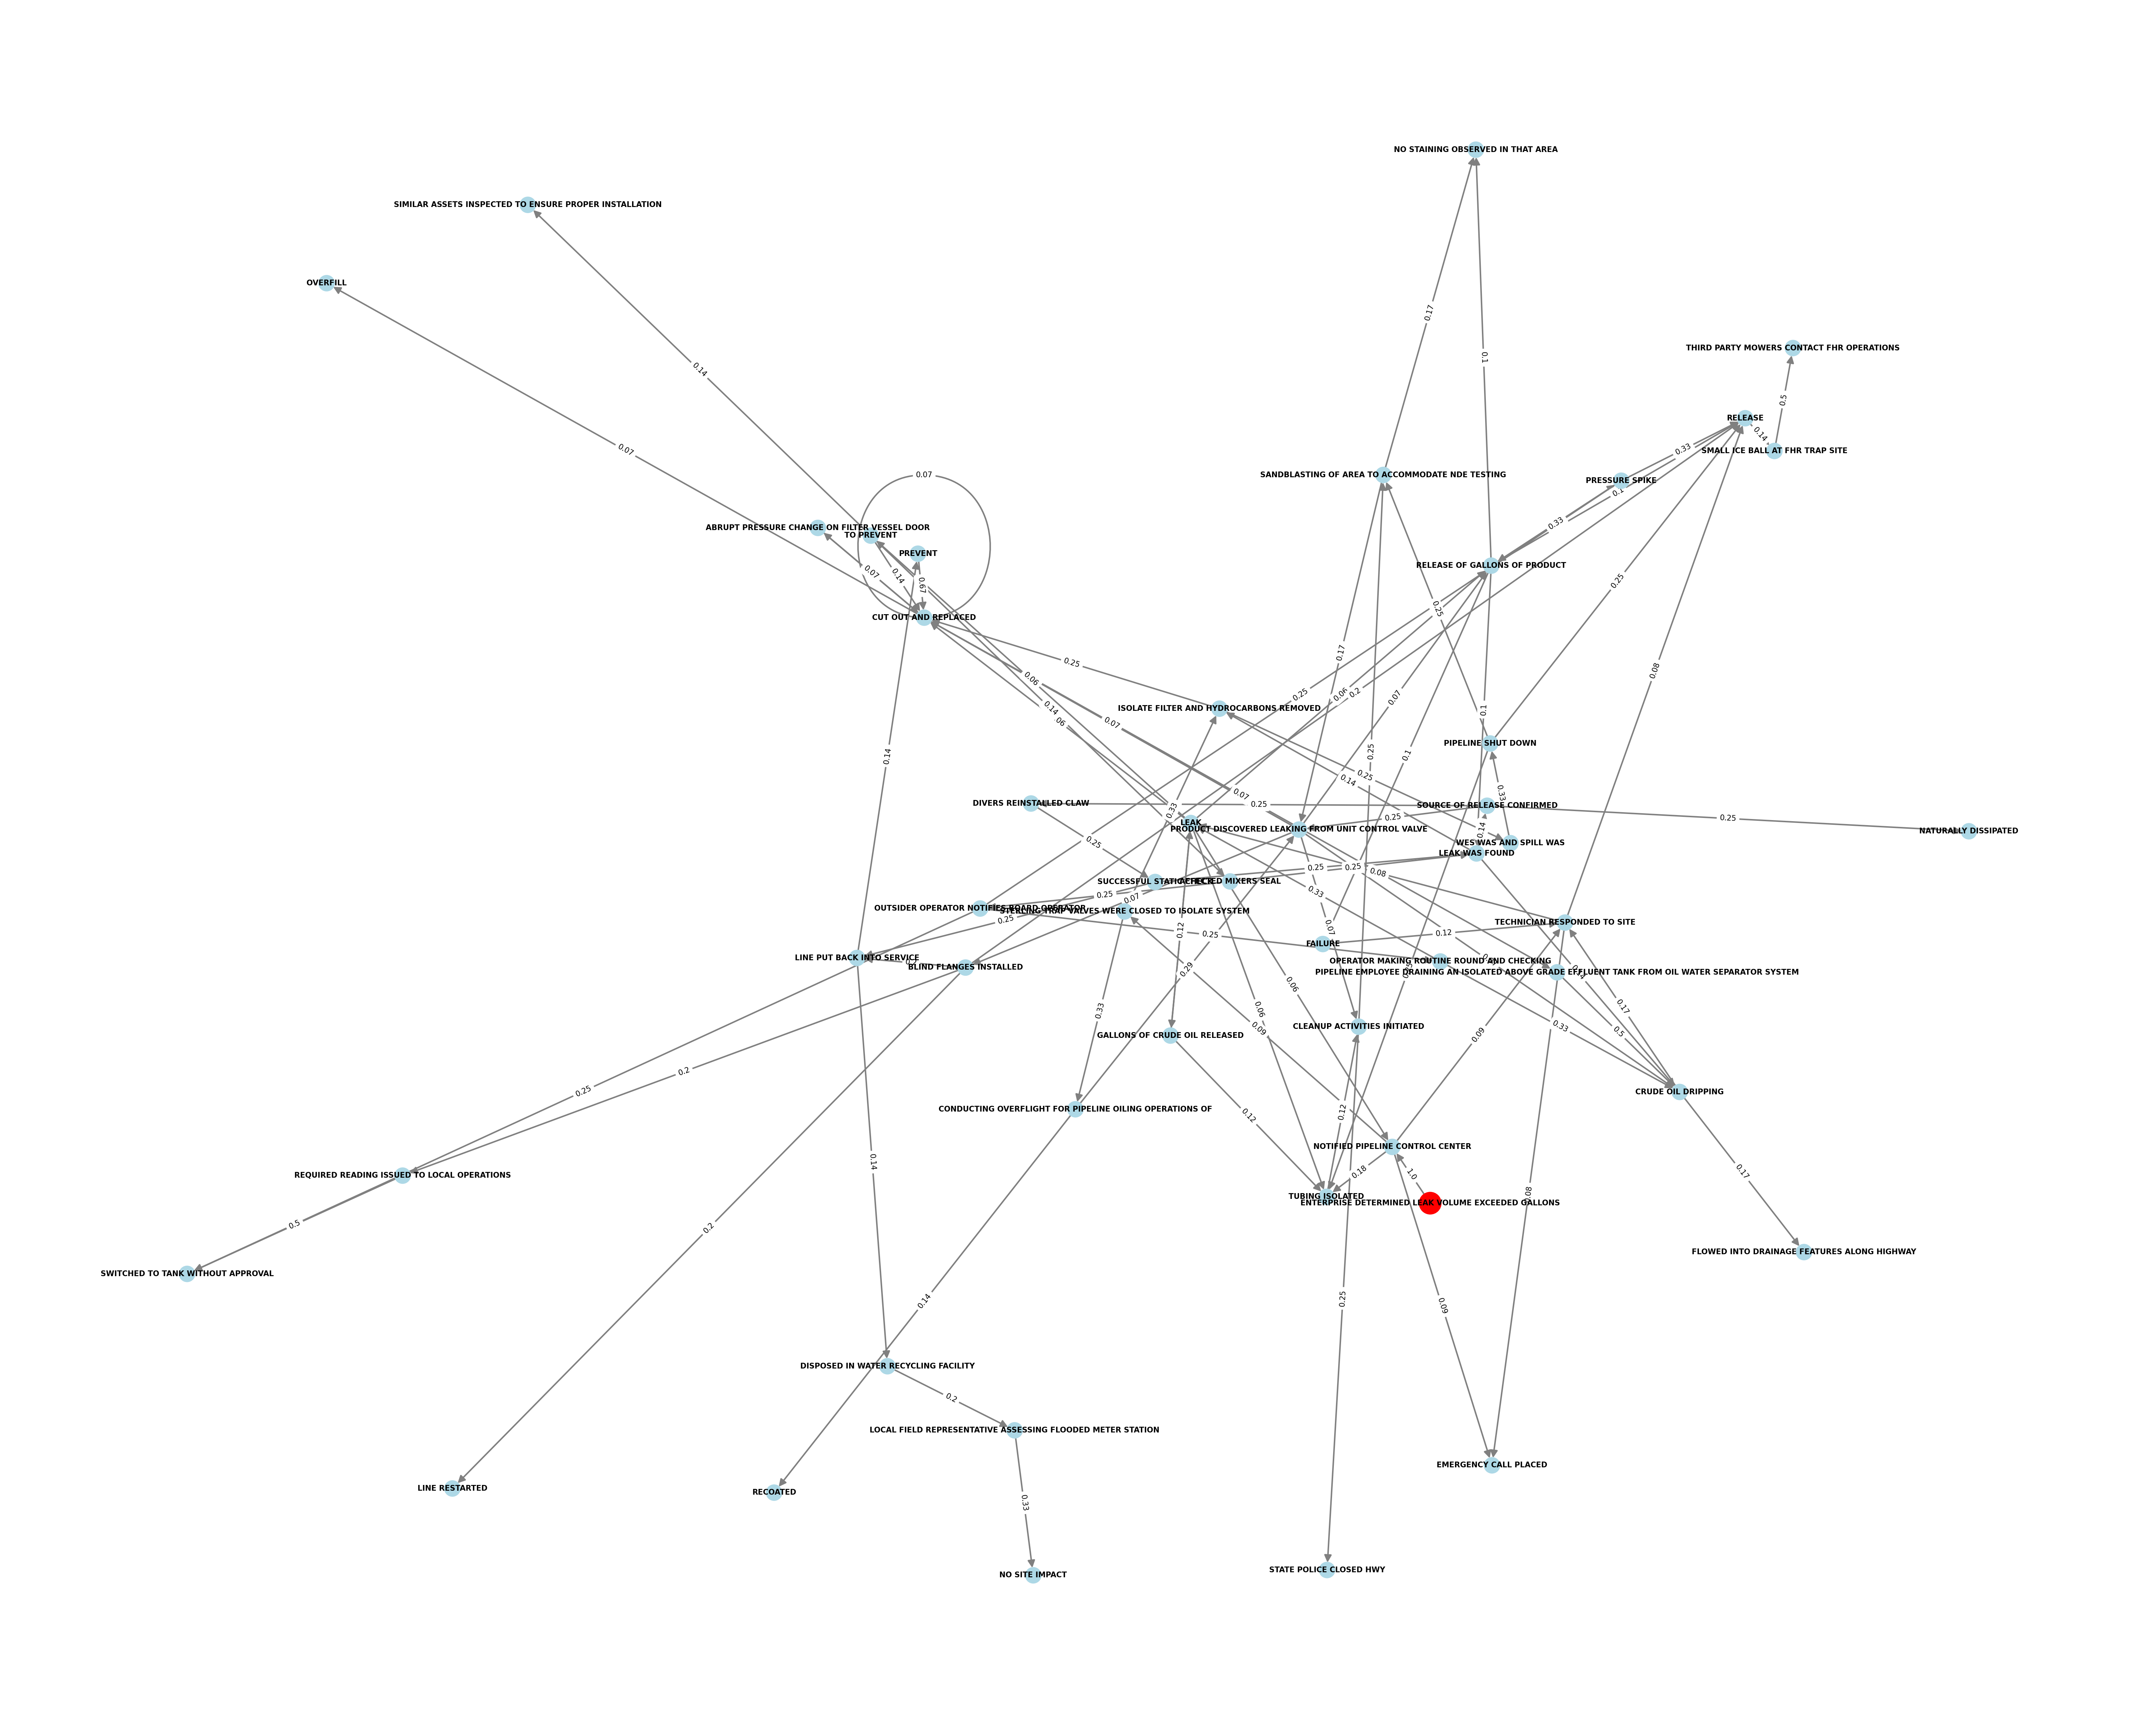 NO STAINING OBSERVED IN THAT AREA
SIMILAR ASSETS INSPECTED TO ENSURE PROPER INSTALLATION
OVERFILL
0.17
THIRD PARTY MOWERS CONTACT FHR OPERATIONS
0.1
0.14
0.5
RELEASE
0.14
0.07
0.33
SMALL ICE BALL AT FHR TRAP SITE
0.07
SANDBLASTING OF AREA TO ACCOMMODATE NDE TESTING
PRESSURE SPIKE
0.1
ABRUPT PRESSURE CHANGE ON FILTER VESSEL DOOR
0.33
TO PREVENT
PREVENT
RELEASE OF GALLONS OF PRODUCT
0.07
0.14
0.67
0.25
0.25
CUT OUT AND REPLACED
0.17
0.25
0.08
0.06
0.25
0.06
0.2
0.07
0.14
06
ISOLATE FILTER AND HYDROCARBONS REMOVED
0.1
0.07
PIPELINE SHUT DOWN
0.14
0.25
0.1
0.25
0.14
0.33
0.07
DIVERS REINSTALLED CLAW
0.25
SOURCE OF RELEASE CONFIRMED
0.33
0.25
0.25
LEAK
PRODUCT DISCOVERED LEAKING FROM UNIT CONTROL VALVE
0.14
NATURALLY DISSIPATED
0.25
WES WAS AND SPILL WAS
LEAK WAS FOUND
0.25
0.25
0.08
SUCCESSFUL STATIC
MIXERS SEAL
0.33
0.25
0.07
OUTSIDER OPERATOR NOTIFIES BOARD OPERATOR
STERLING TRAP VALVES WERE CLOSED TO ISOLATE SYSTEM
0.25
TECHNICIAN RESPONDED TO SITE
0.07
0.12
0.25
0.12
FAILURE
LINE PUT BACK INTO SERVICE
OPERATOR MAKING ROUTINE ROUND AND CHECKING
BLIND FLANGES INSTALLED
0.29
PIPELINE EMPLOYEE DRAINING AN ISOLATED ABOVE GRADE EFFLUENT TANK FROM OIL WATER SEPARATOR SYSTEM
0.06
0.17
0.33
0.06
CLEANUP ACTIVITIES INITIATED
0.09
0.33
0.5
GALLONS OF CRUDE OIL RELEASED
0.09
0.2
0.25
CRUDE OIL DRIPPING
CONDUCTING OVERFLIGHT FOR PIPELINE OILING OPERATIONS OF
0.12
0.12
NOTIFIED PIPELINE CONTROL CENTER
0.14
0.18
1.0
0.17
REQUIRED READING ISSUED TO LOCAL OPERATIONS
TUBING ISOLATED
0.08
ENTERPRISE DETERMINED LEAK VOLUME EXCEEDED GALLONS
0.5
0.2
FLOWED INTO DRAINAGE FEATURES ALONG HIGHWAY
SWITCHED TO TANK WITHOUT APPROVAL
0.25
0.14
0.09
DISPOSED IN WATER RECYCLING FACILITY
0.2
LOCAL FIELD REPRESENTATIVE ASSESSING FLOODED METER STATION
EMERGENCY CALL PLACED
LINE RESTARTED
RECOATED
0.33
STATE POLICE CLOSED HWY
NO SITE IMPACT